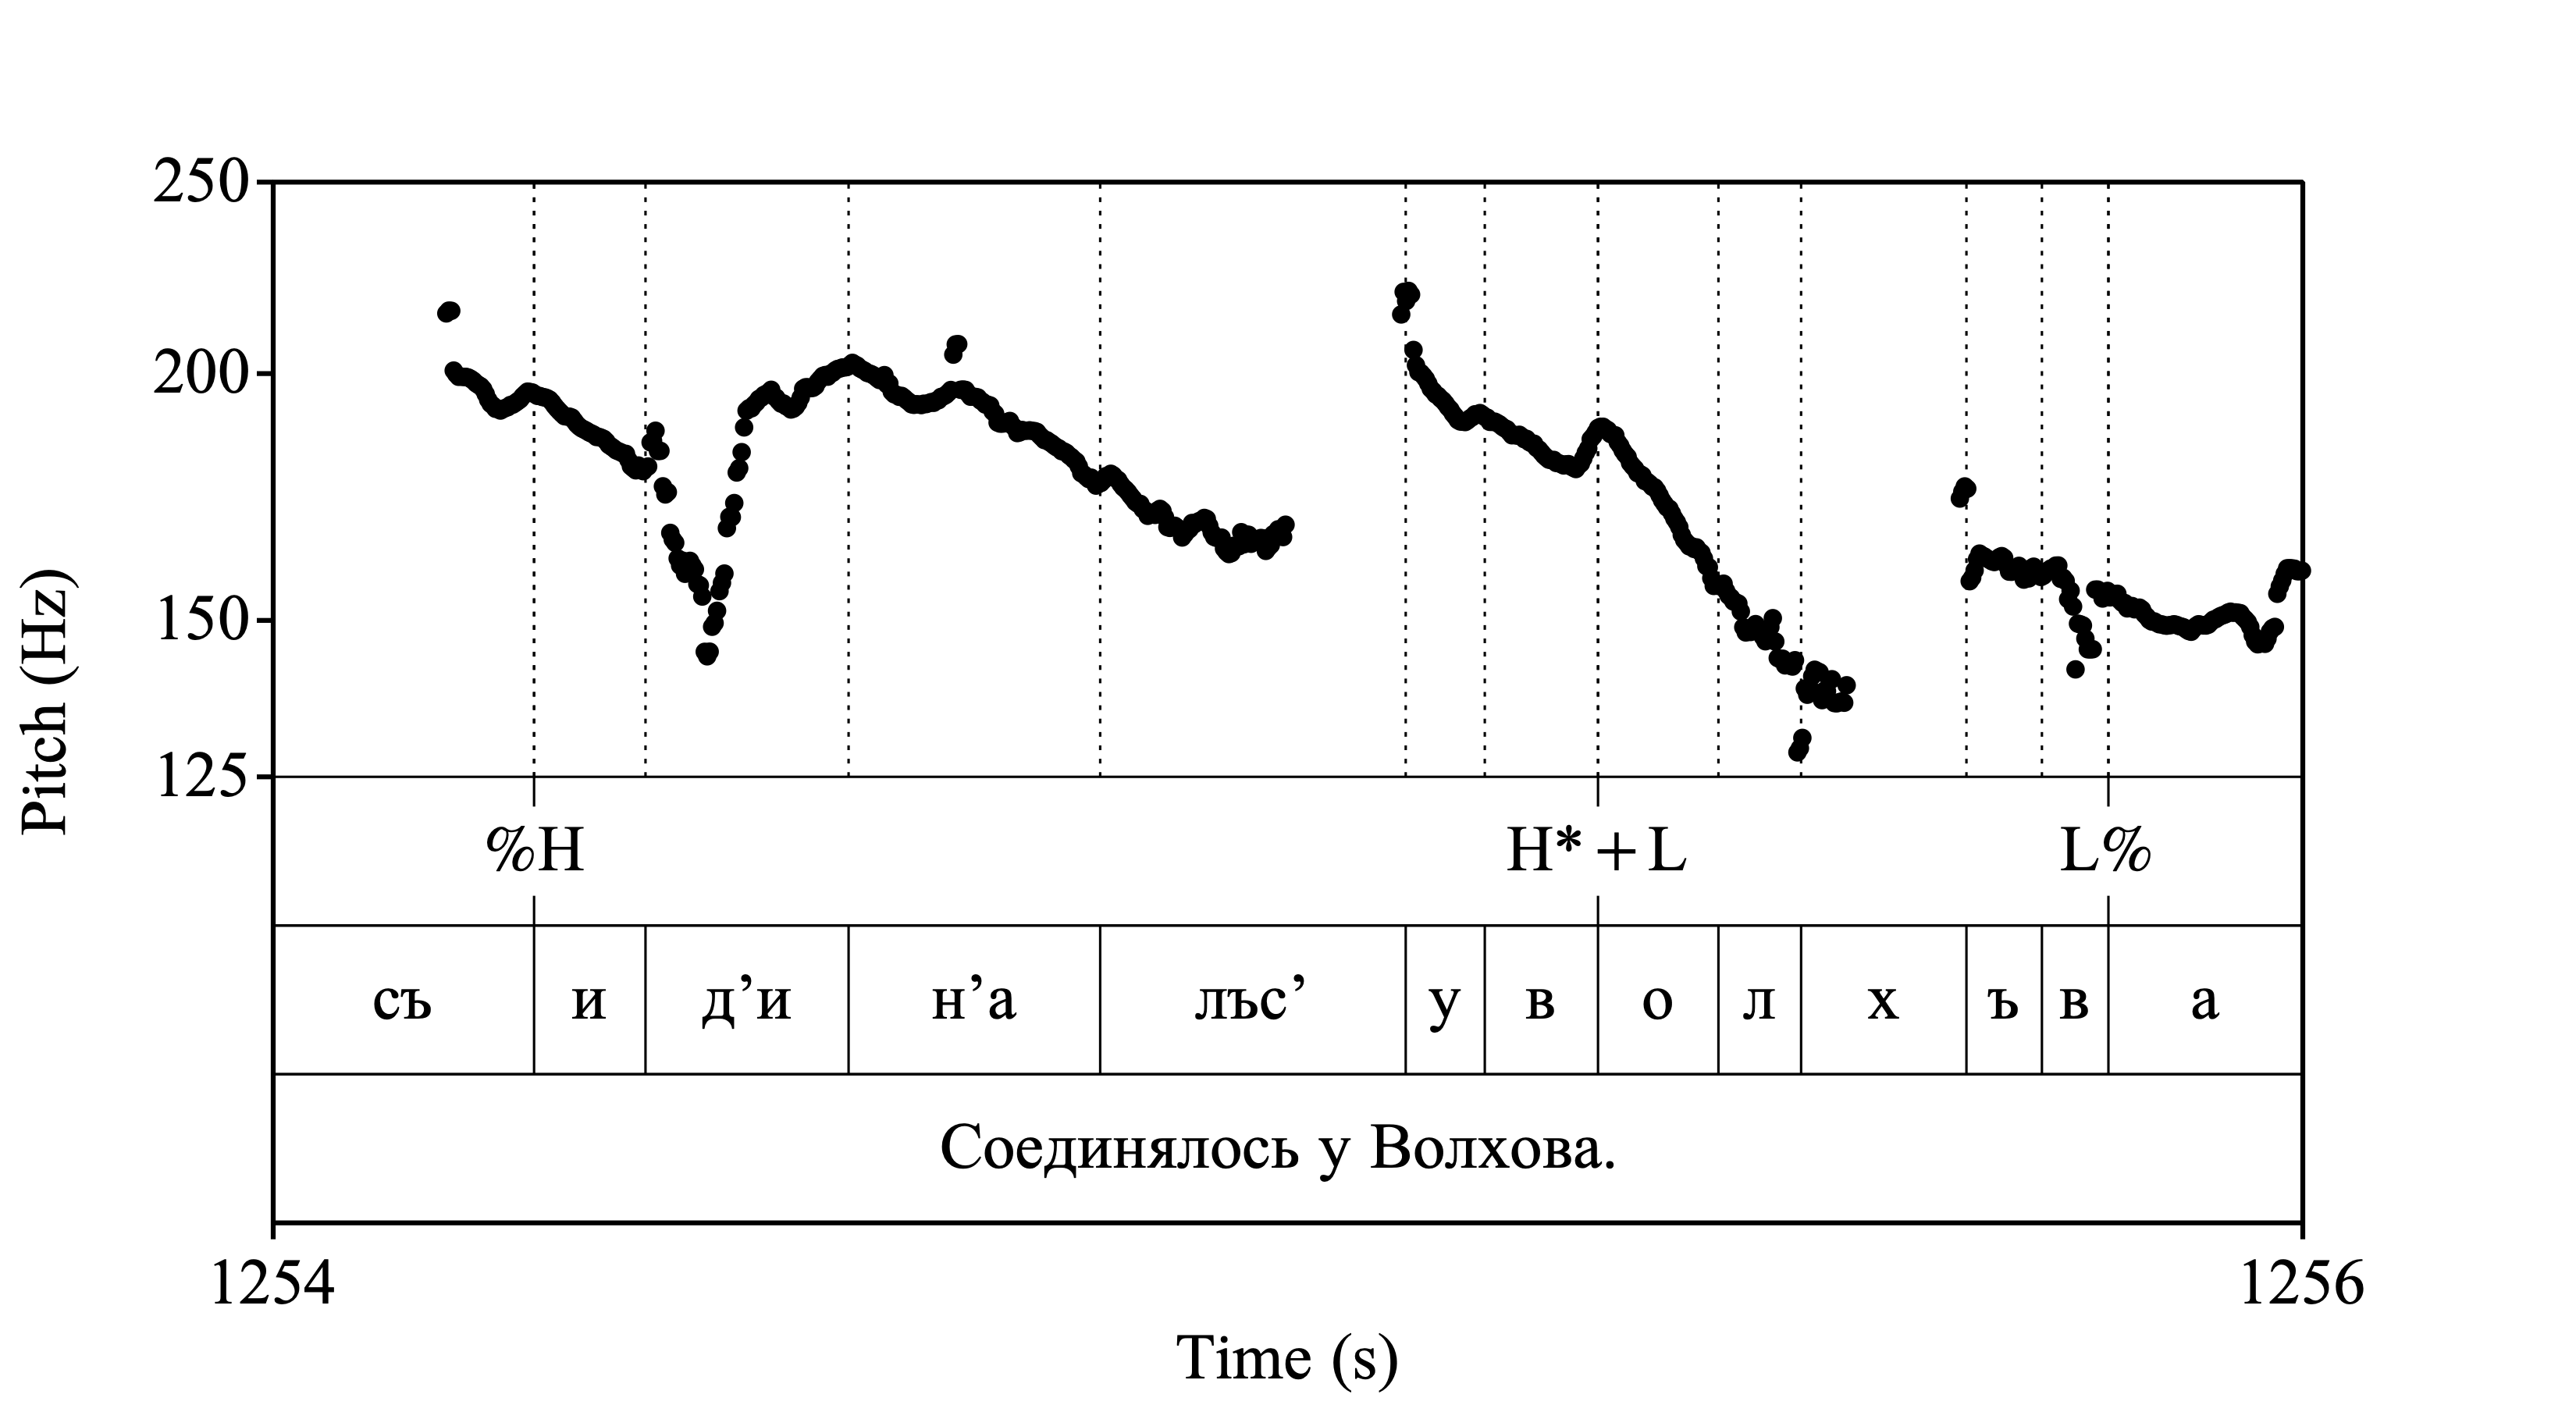 250
200
150
125
Pitch (Hz)
%H H*+L L%
съ и д’и н’а лъс’ у в о л х ъ в а
Соединялось у Волхова.
1254 1256
Time (s)